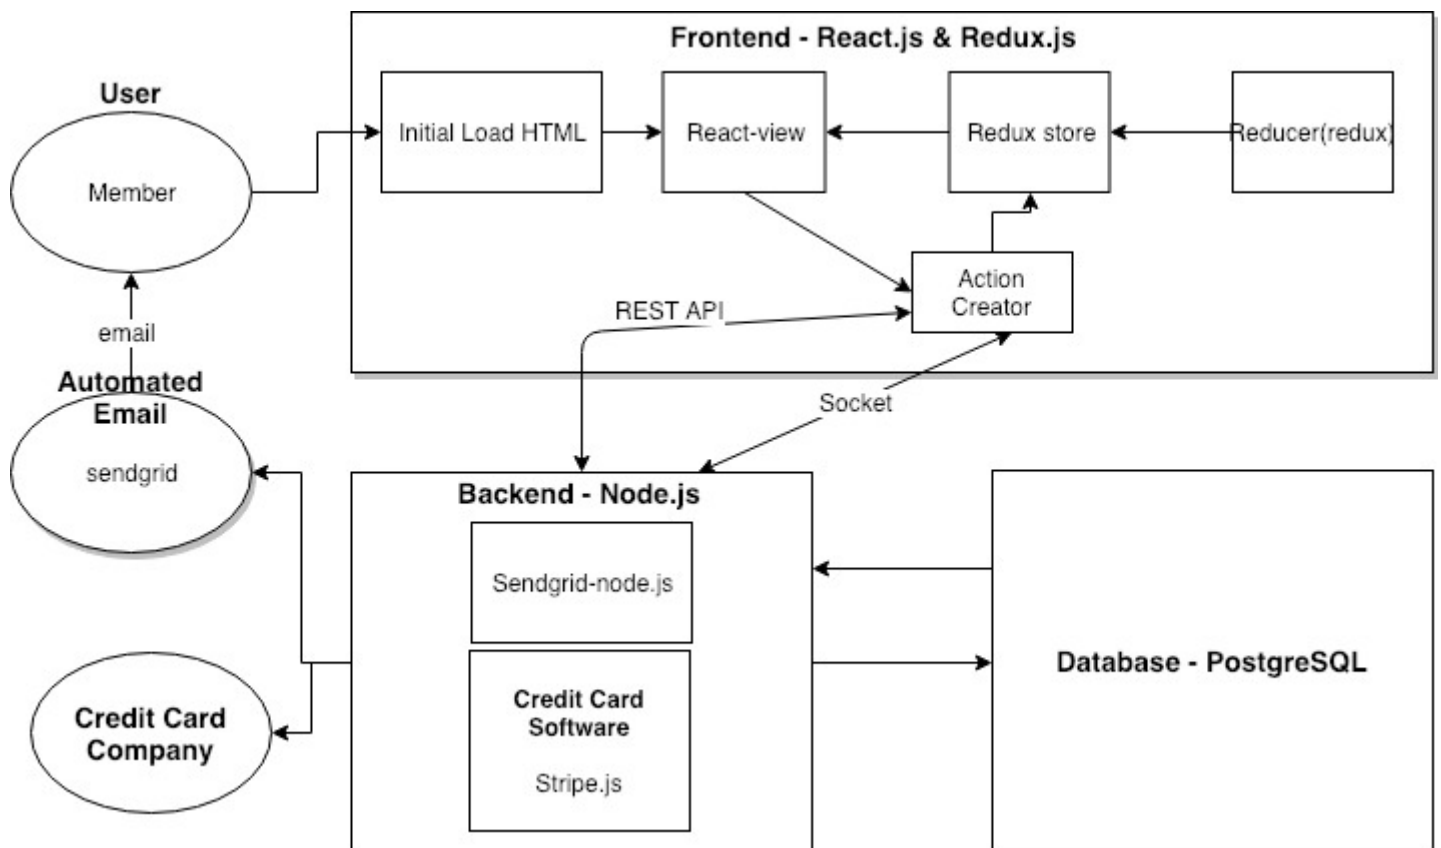 Frontend - React.js & Redux.js
User
Initial Load HTML
React-view
Redux store
Reducer(redux)
Member
Action
Creator
REST API
email
Automated
Email
Socket
sendgrid
Backend - Node.js
Sendgrid-node.js
Database - PostgreSQL
Credit Card
Software
Stripe.js
Credit Card
Company